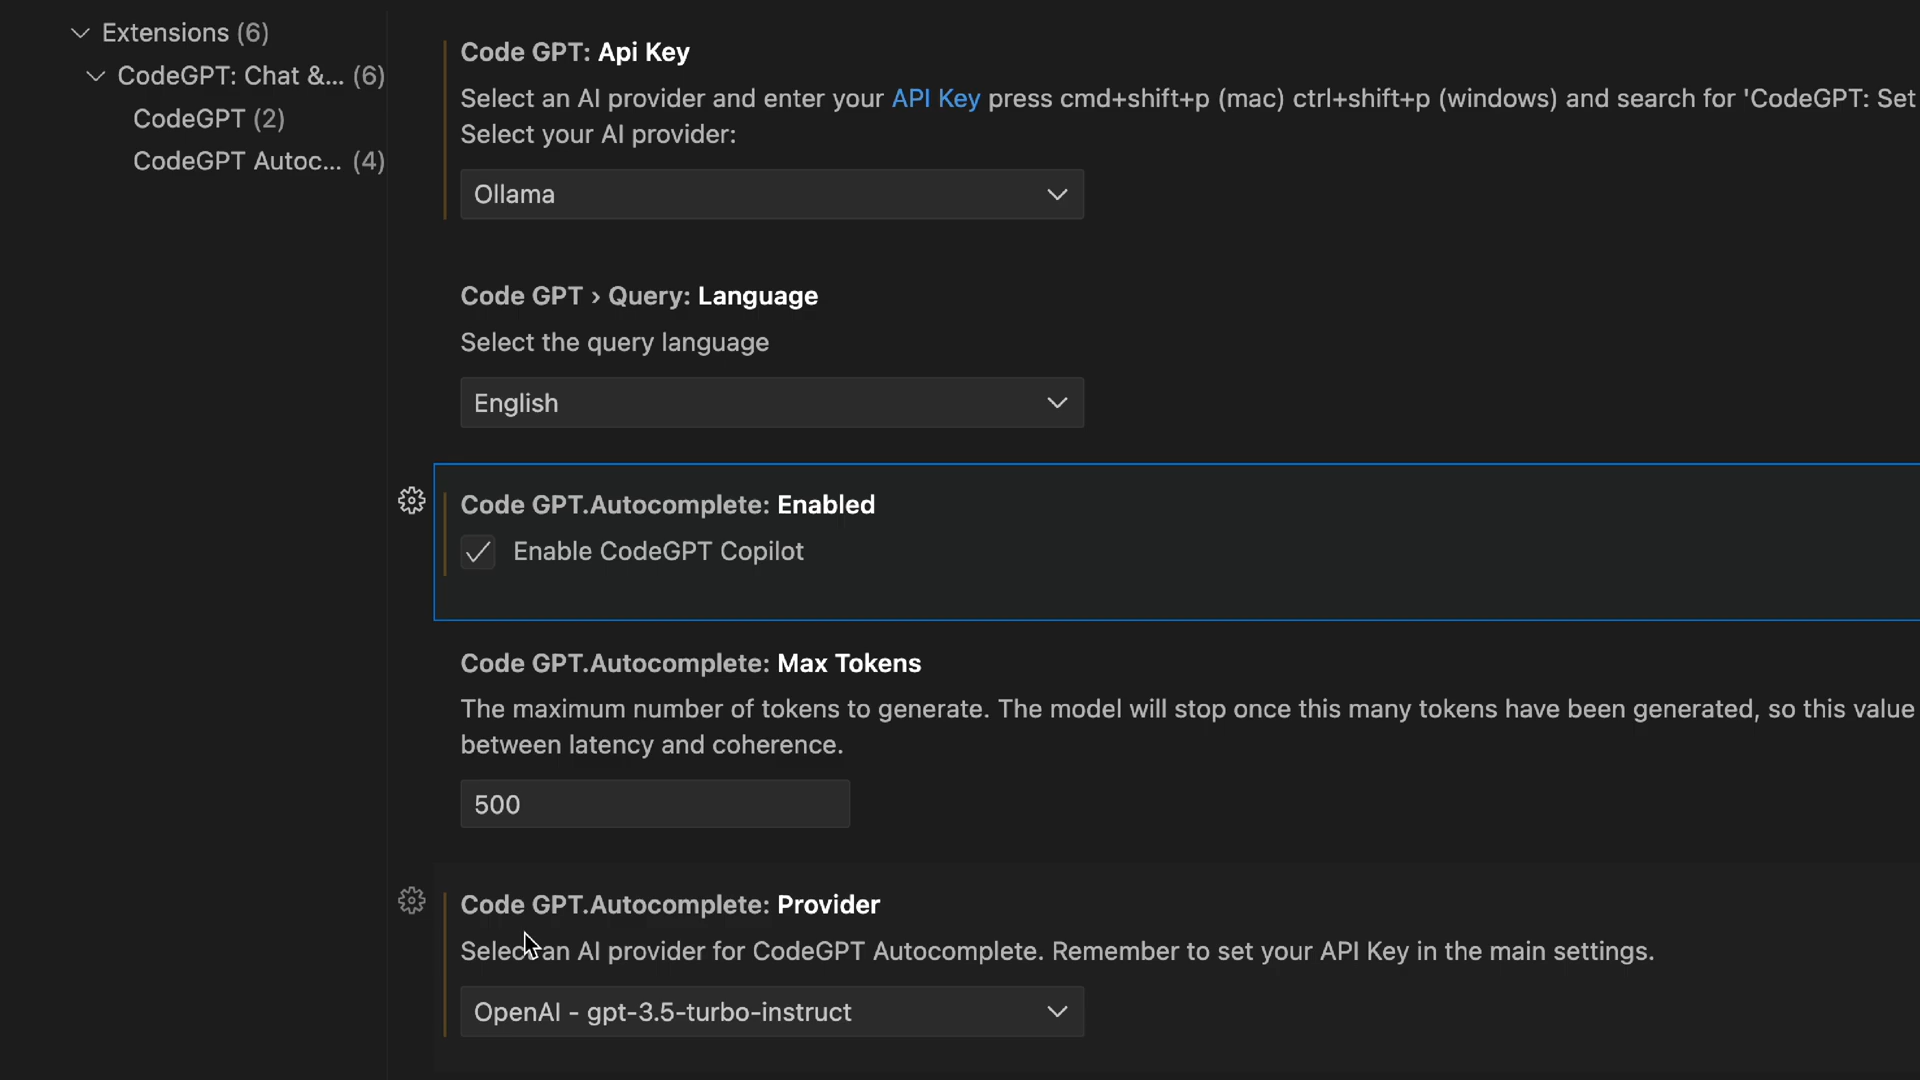 Extensions (6)
CodeGPT: Chat &... (6)
CodeGPT (2)
CodeGPT Autoc... (4)
Code GPT: Api Key
Select an AI provider and enter your API Key press cmd+shift+p (mac) ctrl+shift+p (windows) and search for 'CodeGPT: Set
Select your AI provider:
Ollama
Code GPT › Query: Language
Select the query language
English
Code GPT.Autocomplete: Enabled
Enable CodeGPT Copilot
Code GPT.Autocomplete: Max Tokens
The maximum number of tokens to generate. The model will stop once this many tokens have been generated, so this value
between latency and coherence.
500
Code GPT.Autocomplete: Provider
Select an AI provider for CodeGPT Autocomplete. Remember to set your API Key in the main settings.
OpenAI - gpt-3.5-turbo-instruct